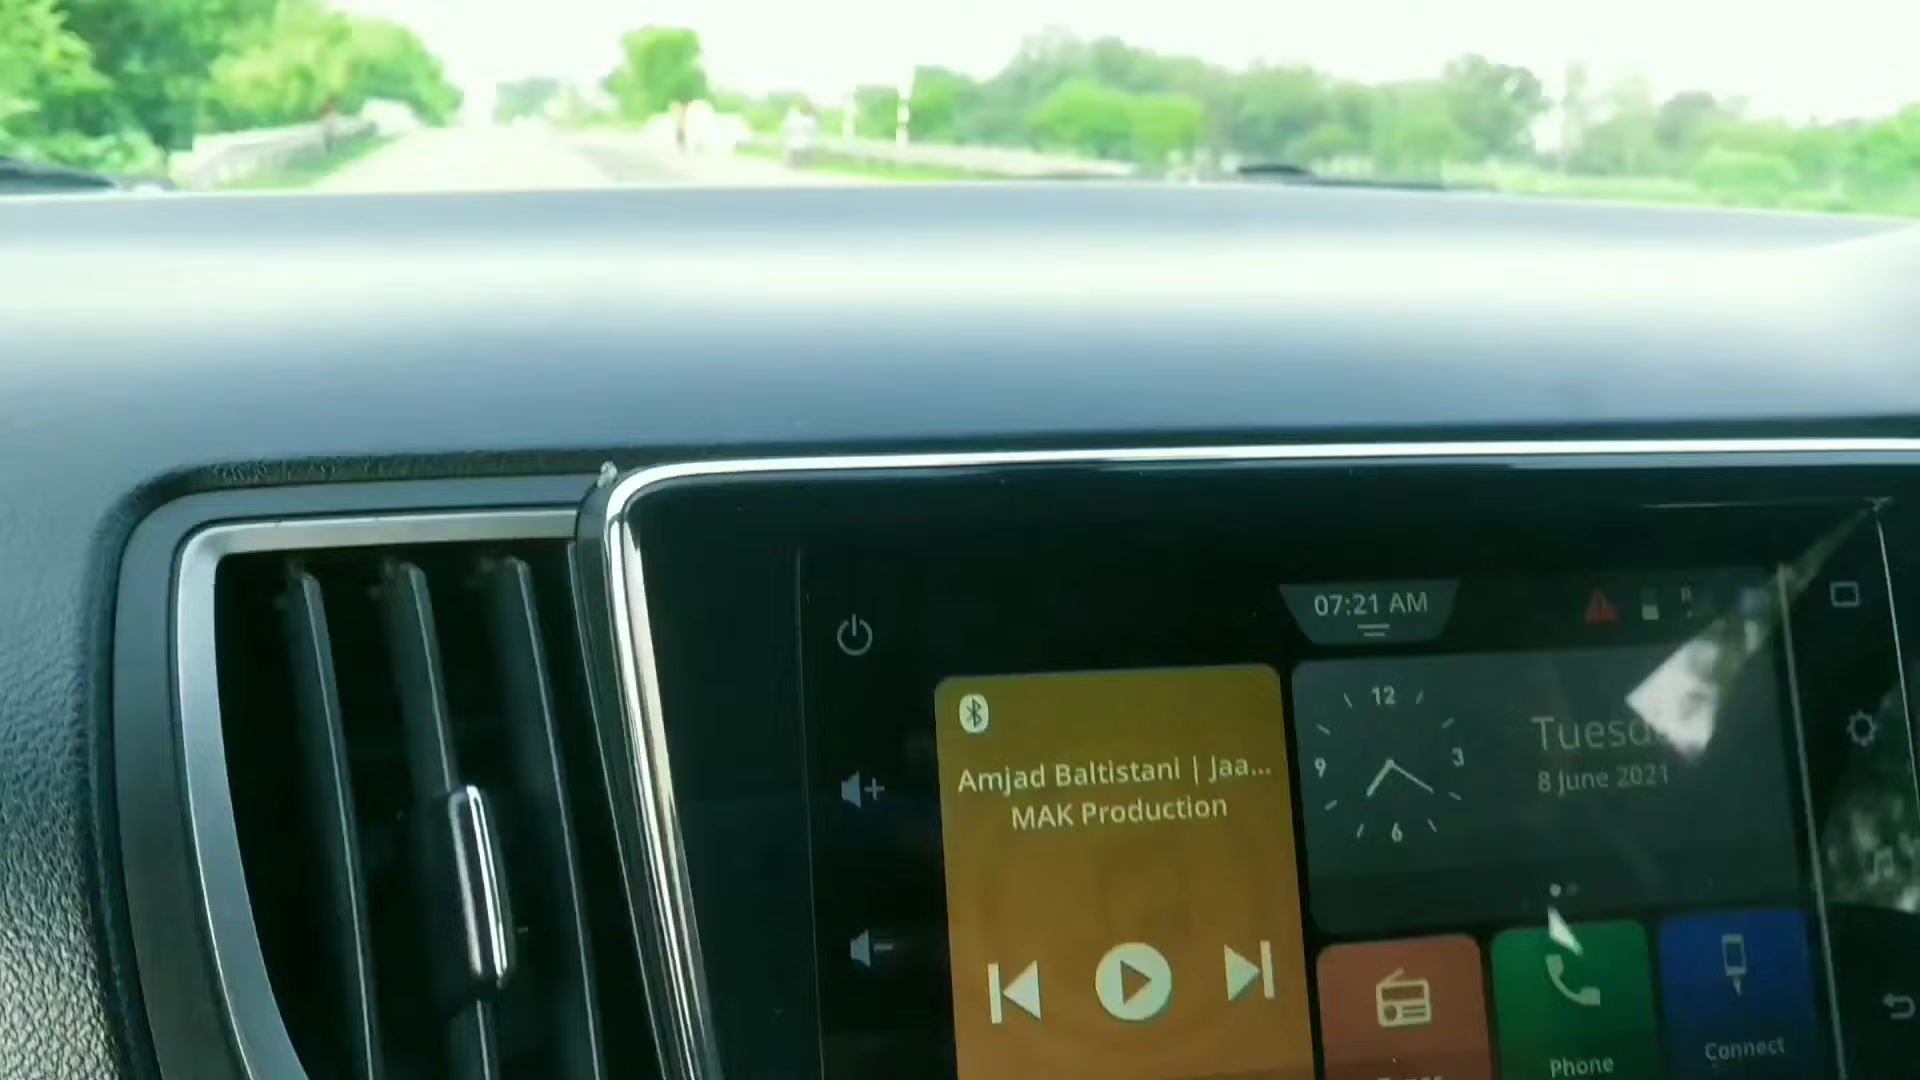 07:21 AM
Amjad Baltistani | Jaa...
MAK Production
12
3
9
6
8 June 2021
Phone
Connect